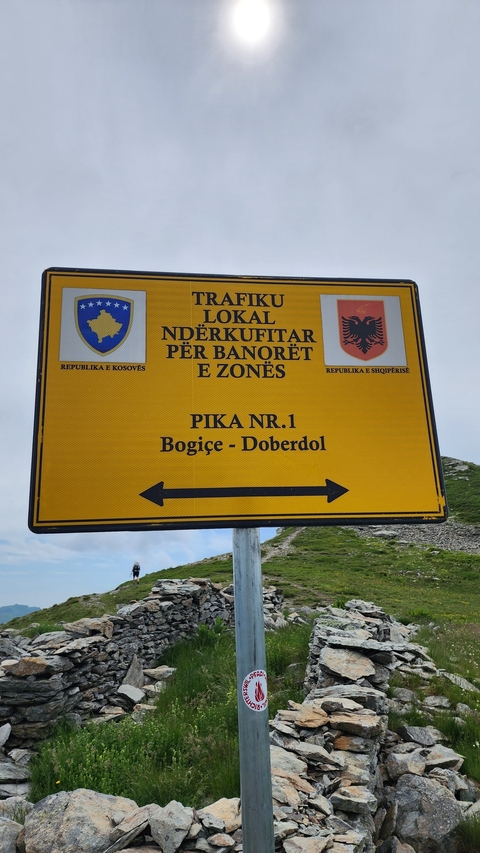 TRAFIKU
LOKAL
NDËRKUFITAR
PËR BANORËT
E ZONËS
REPUBLIKA E KOSOVËS
REPUBLIKA E SHQIPËRISË
PIKA NR.1
Bogiçe - Doberdol